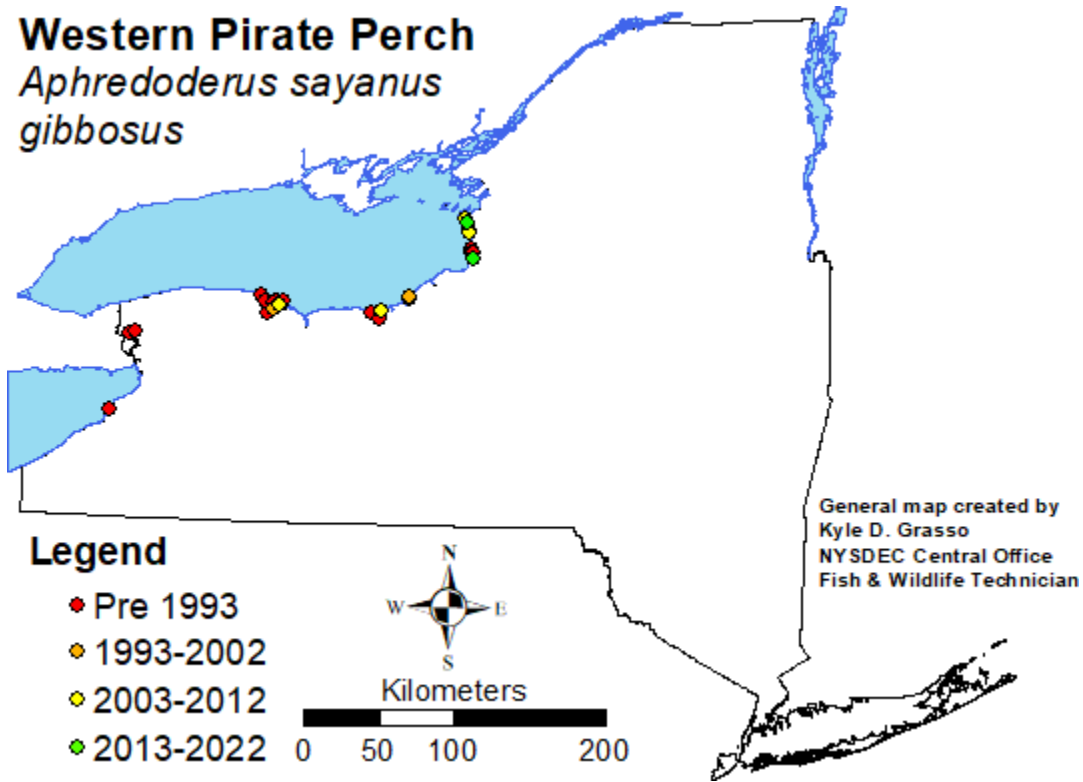 Western Pirate Perch
Aphredoderus sayanus
gibbosus
General map created by
Kyle D. Grasso
NYSDEC Central Office
Fish & Wildlife Technician
Legend
Pre 1993
1993-2002
2003-2012
2013-2022
N
W E
S
Kilometers
0 50 100 200